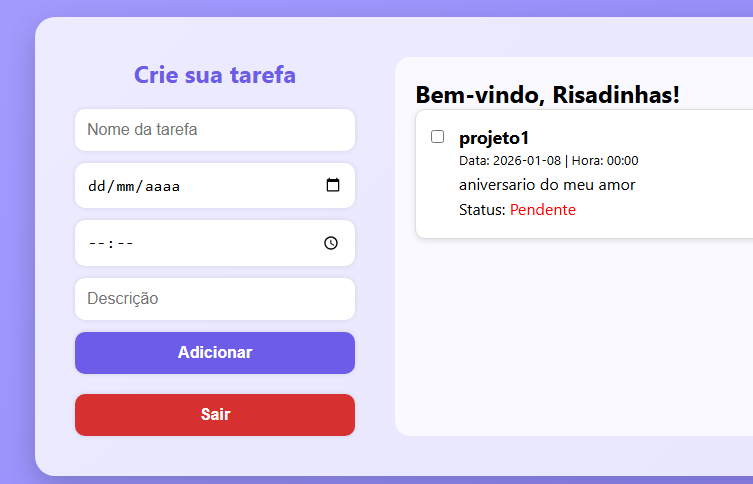 Crie sua tarefa
Nome da tarefa
dd/mm/aaaa
--:--
Descrição
Adicionar
Sair
Bem-vindo, Risadinhas!
projeto1
Data: 2026-01-08 | Hora: 00:00
aniversario do meu amor
Status: Pendente